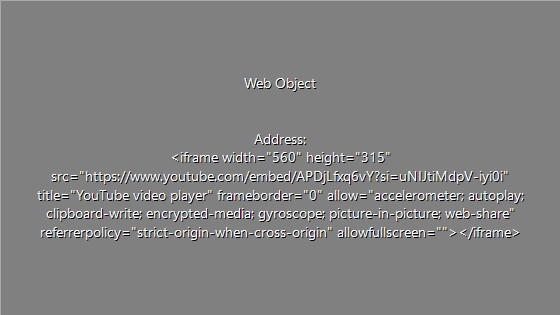 Web Object
Address:
<iframe width="560" height="315"
src="https://www.youtube.com/embed/APDjLfxq6vY?si=uNIJtiMdpV-iyi0i"
title="YouTube video player" frameborder="0" allow="accelerometer; autoplay;
clipboard-write; encrypted-media; gyroscope; picture-in-picture; web-share"
referrerpolicy="strict-origin-when-cross-origin" allowfullscreen=""></iframe>